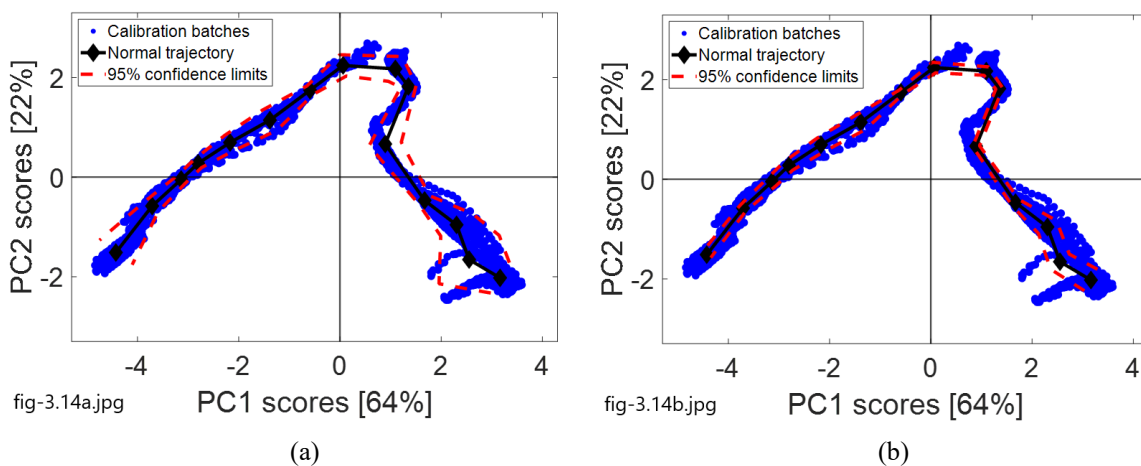 Calibration batches
Normal trajectory
95% confidence limits
PC2 scores [22%]
2
0
-2
-4
-2
0
2
4
PC1 scores [64%]
fig-3.14a.jpg
(a)
Calibration batches
Normal trajectory
95% confidence limits
PC2 scores [22%]
2
0
-2
-4
-2
0
2
4
PC1 scores [64%]
fig-3.14b.jpg
(b)